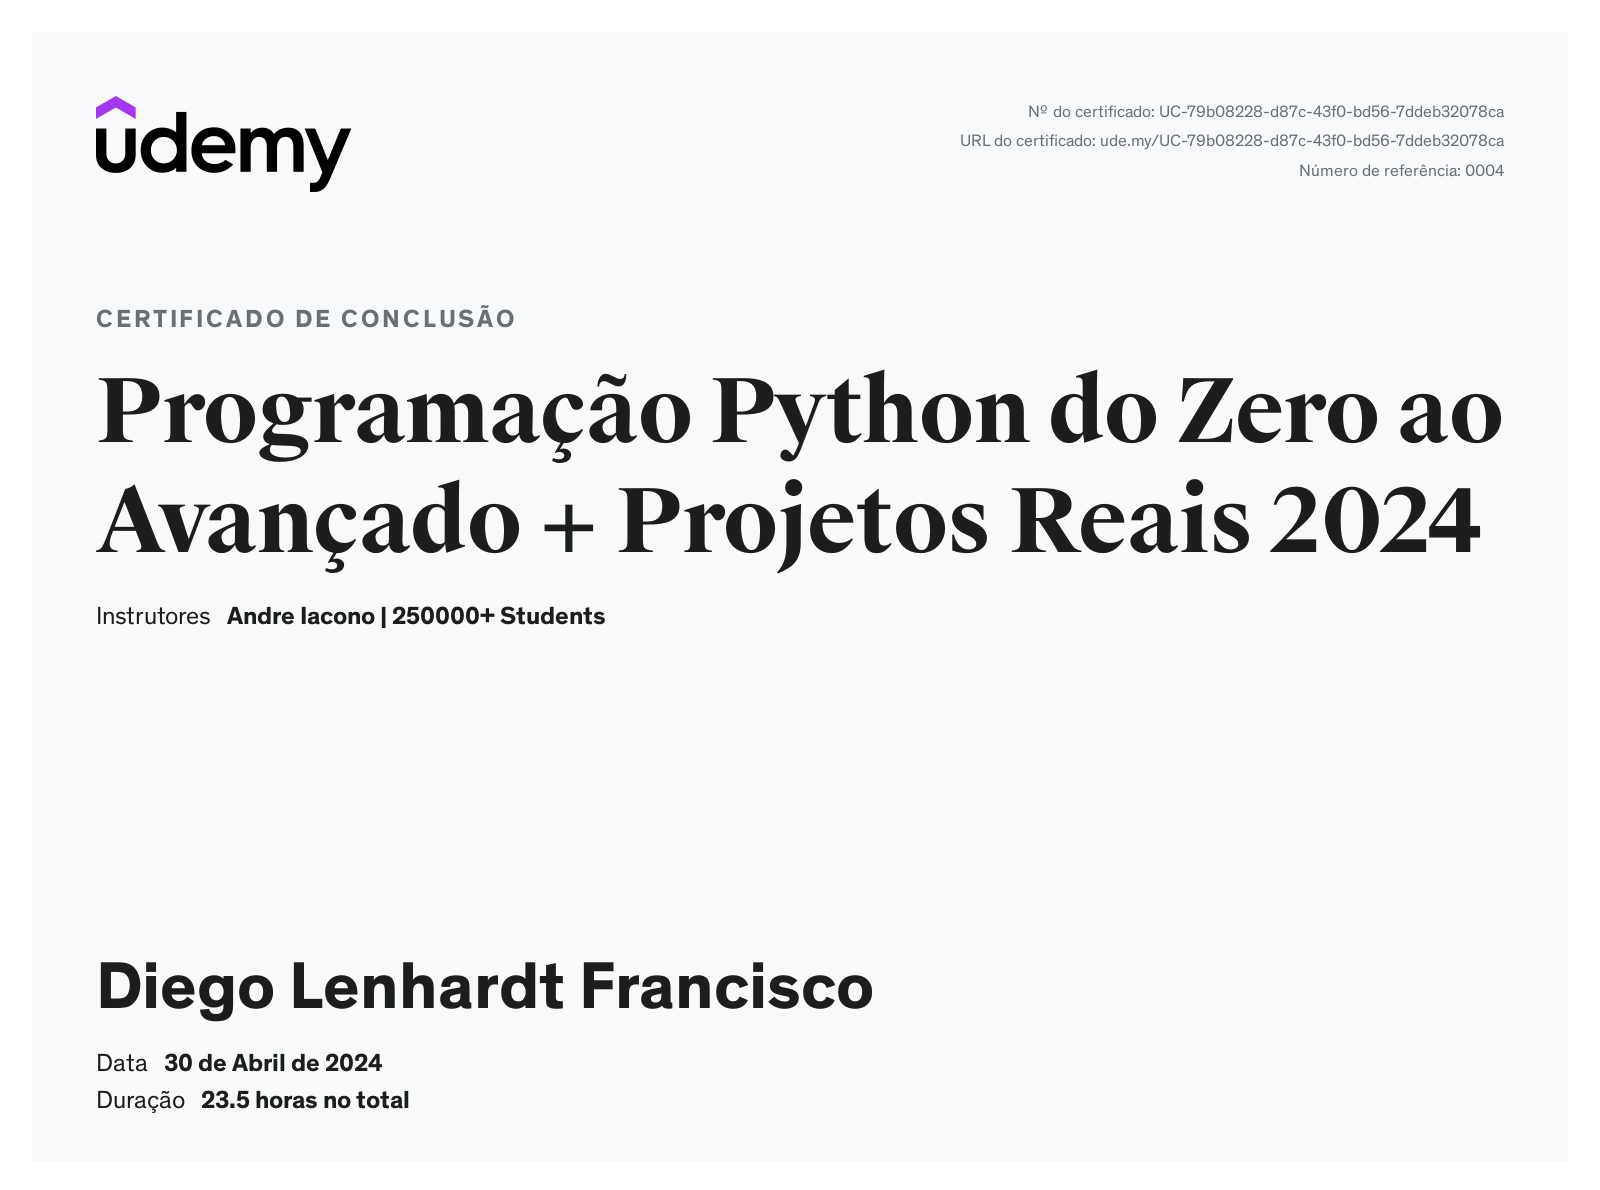 udemy
Nº do certificado: UC-79b08228-d87c-43f0-bd56-7ddeb32078ca
URL do certificado: ude.my/UC-79b08228-d87c-43f0-bd56-7ddeb32078ca
Número de referência: 0004
CERTIFICADO DE CONCLUSÃO
Programação Python do Zero ao
Avançado + Projetos Reais 2024
Instrutores Andre Iacono | 250000+ Students
Diego Lenhardt Francisco
Data 30 de Abril de 2024
Duração 23.5 horas no total